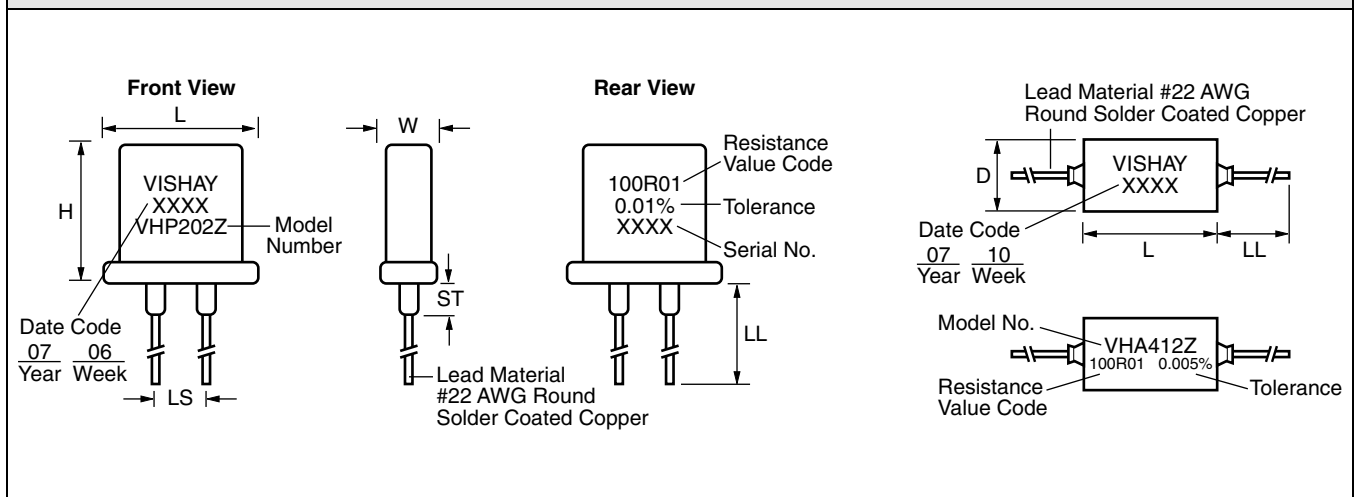 Front View
L
W
H
VISHAY
XXXX
VHP202Z
Model
Number
Date Code
07 06
Year Week
LS
ST
Lead Material
#22 AWG Round
Solder Coated Copper
Rear View
Resistance
Value Code
100R01
0.01%
Tolerance
XXXX
Serial No.
LL
Lead Material #22 AWG
Round Solder Coated Copper
D
VISHAY
XXXX
Date Code
07 10
Year Week
L
LL
Model No.
VHA412Z
100R01 0.005%
Resistance
Value Code
Tolerance